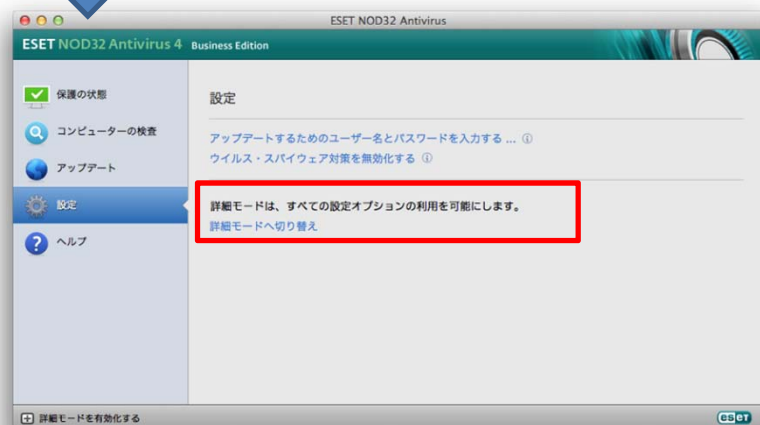 ESET NOD32 Antivirus
ESET NOD32 Antivirus 4 Business Edition
保護の状態
コンピューターの検査
アップデート
設定
ヘルプ
設定
アップデートするためのユーザー名とパスワードを入力する ...
ウイルス・スパイウェア対策を無効化する
詳細モードは、すべての設定オプションの利用を可能にします。
詳細モードへ切り替え
詳細モードを有効化する
eset